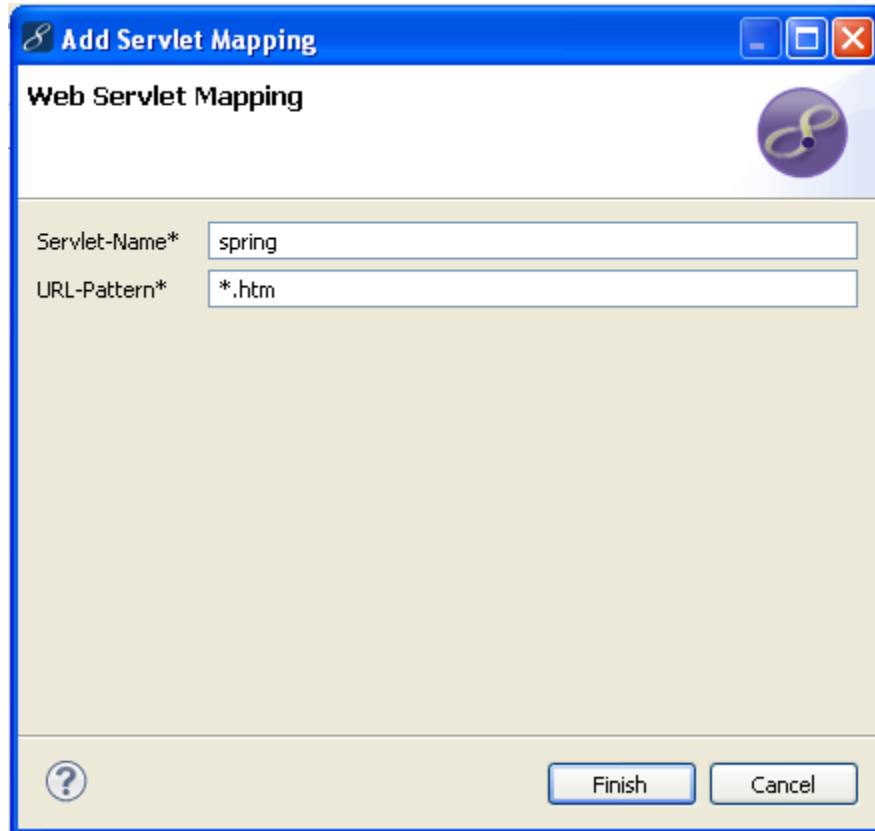 Add Servlet Mapping
Web Servlet Mapping
Servlet-Name* spring
URL-Pattern* *.htm
?
Finish Cancel